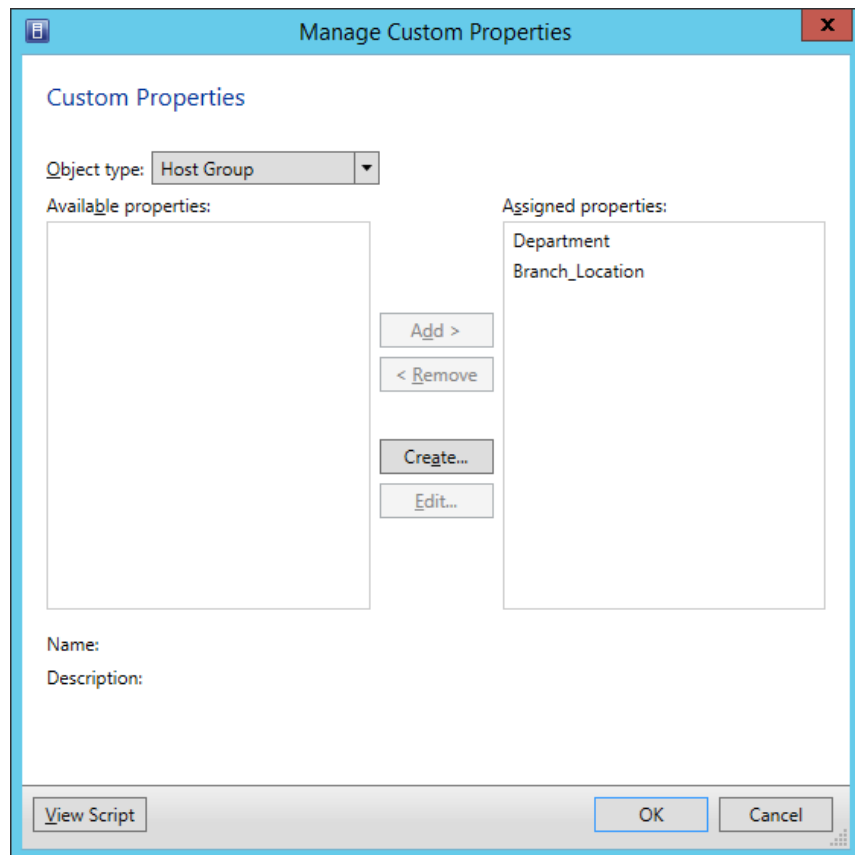 Manage Custom Properties
x
Custom Properties
Object type: Host Group
Available properties:
Assigned properties:
Department
Branch_Location
Add >
< Remove
Create...
Edit...
Name:
Description:
View Script
OK
Cancel